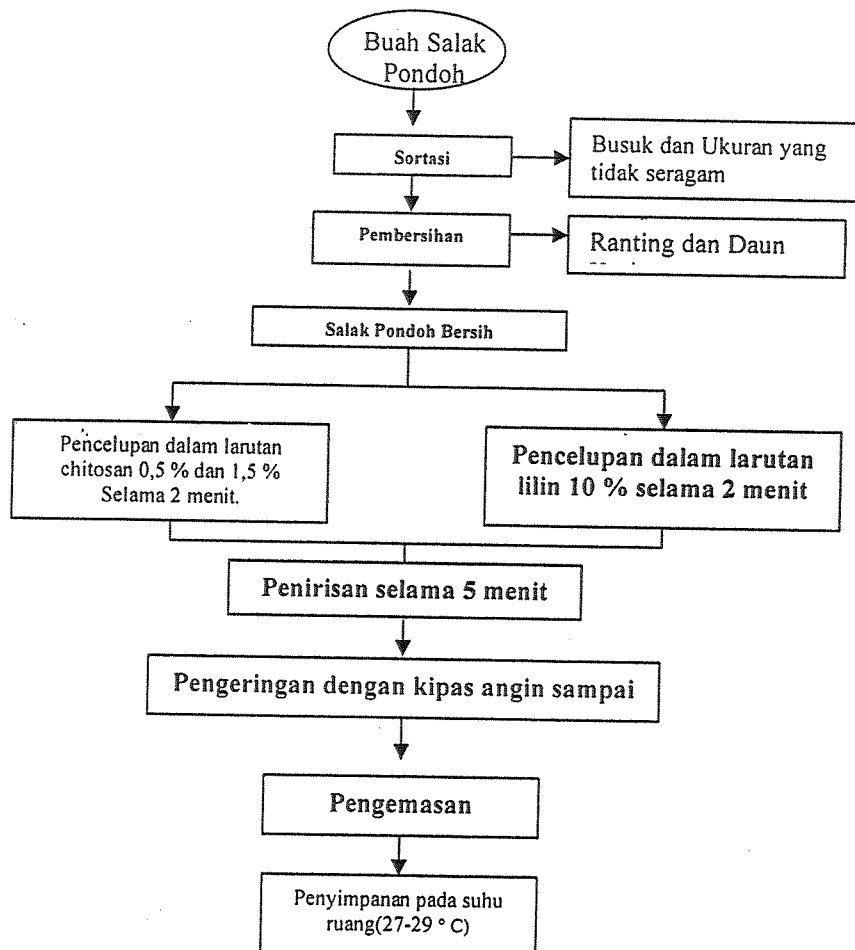 Buah Salak
Pondoh
Sortasi
Busuk dan Ukuran yang
tidak seragam
Pembersihan
Ranting dan Daun
Salak Pondoh Bersih
Pencelupan dalam larutan
chitosan 0,5 % dan 1,5 %
Selama 2 menit.
Pencelupan dalam larutan
lilin 10 % selama 2 menit
Penirisan selama 5 menit
Pengeringan dengan kipas angin sampai
Pengemasan
Penyimpanan pada suhu
ruang(27-29 ° C)